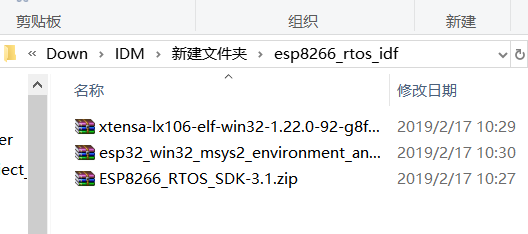 剪贴板 组织 新建
« Down › IDM › 新建文件夹 › esp8266_rtos_idf
名称 修改日期
xtensa-lx106-elf-win32-1.22.0-92-g8f... 2019/2/17 10:29
er esp32_win32_msys2_environment_an... 2019/2/17 10:30
ect_ ESP8266_RTOS_SDK-3.1.zip 2019/2/17 10:27